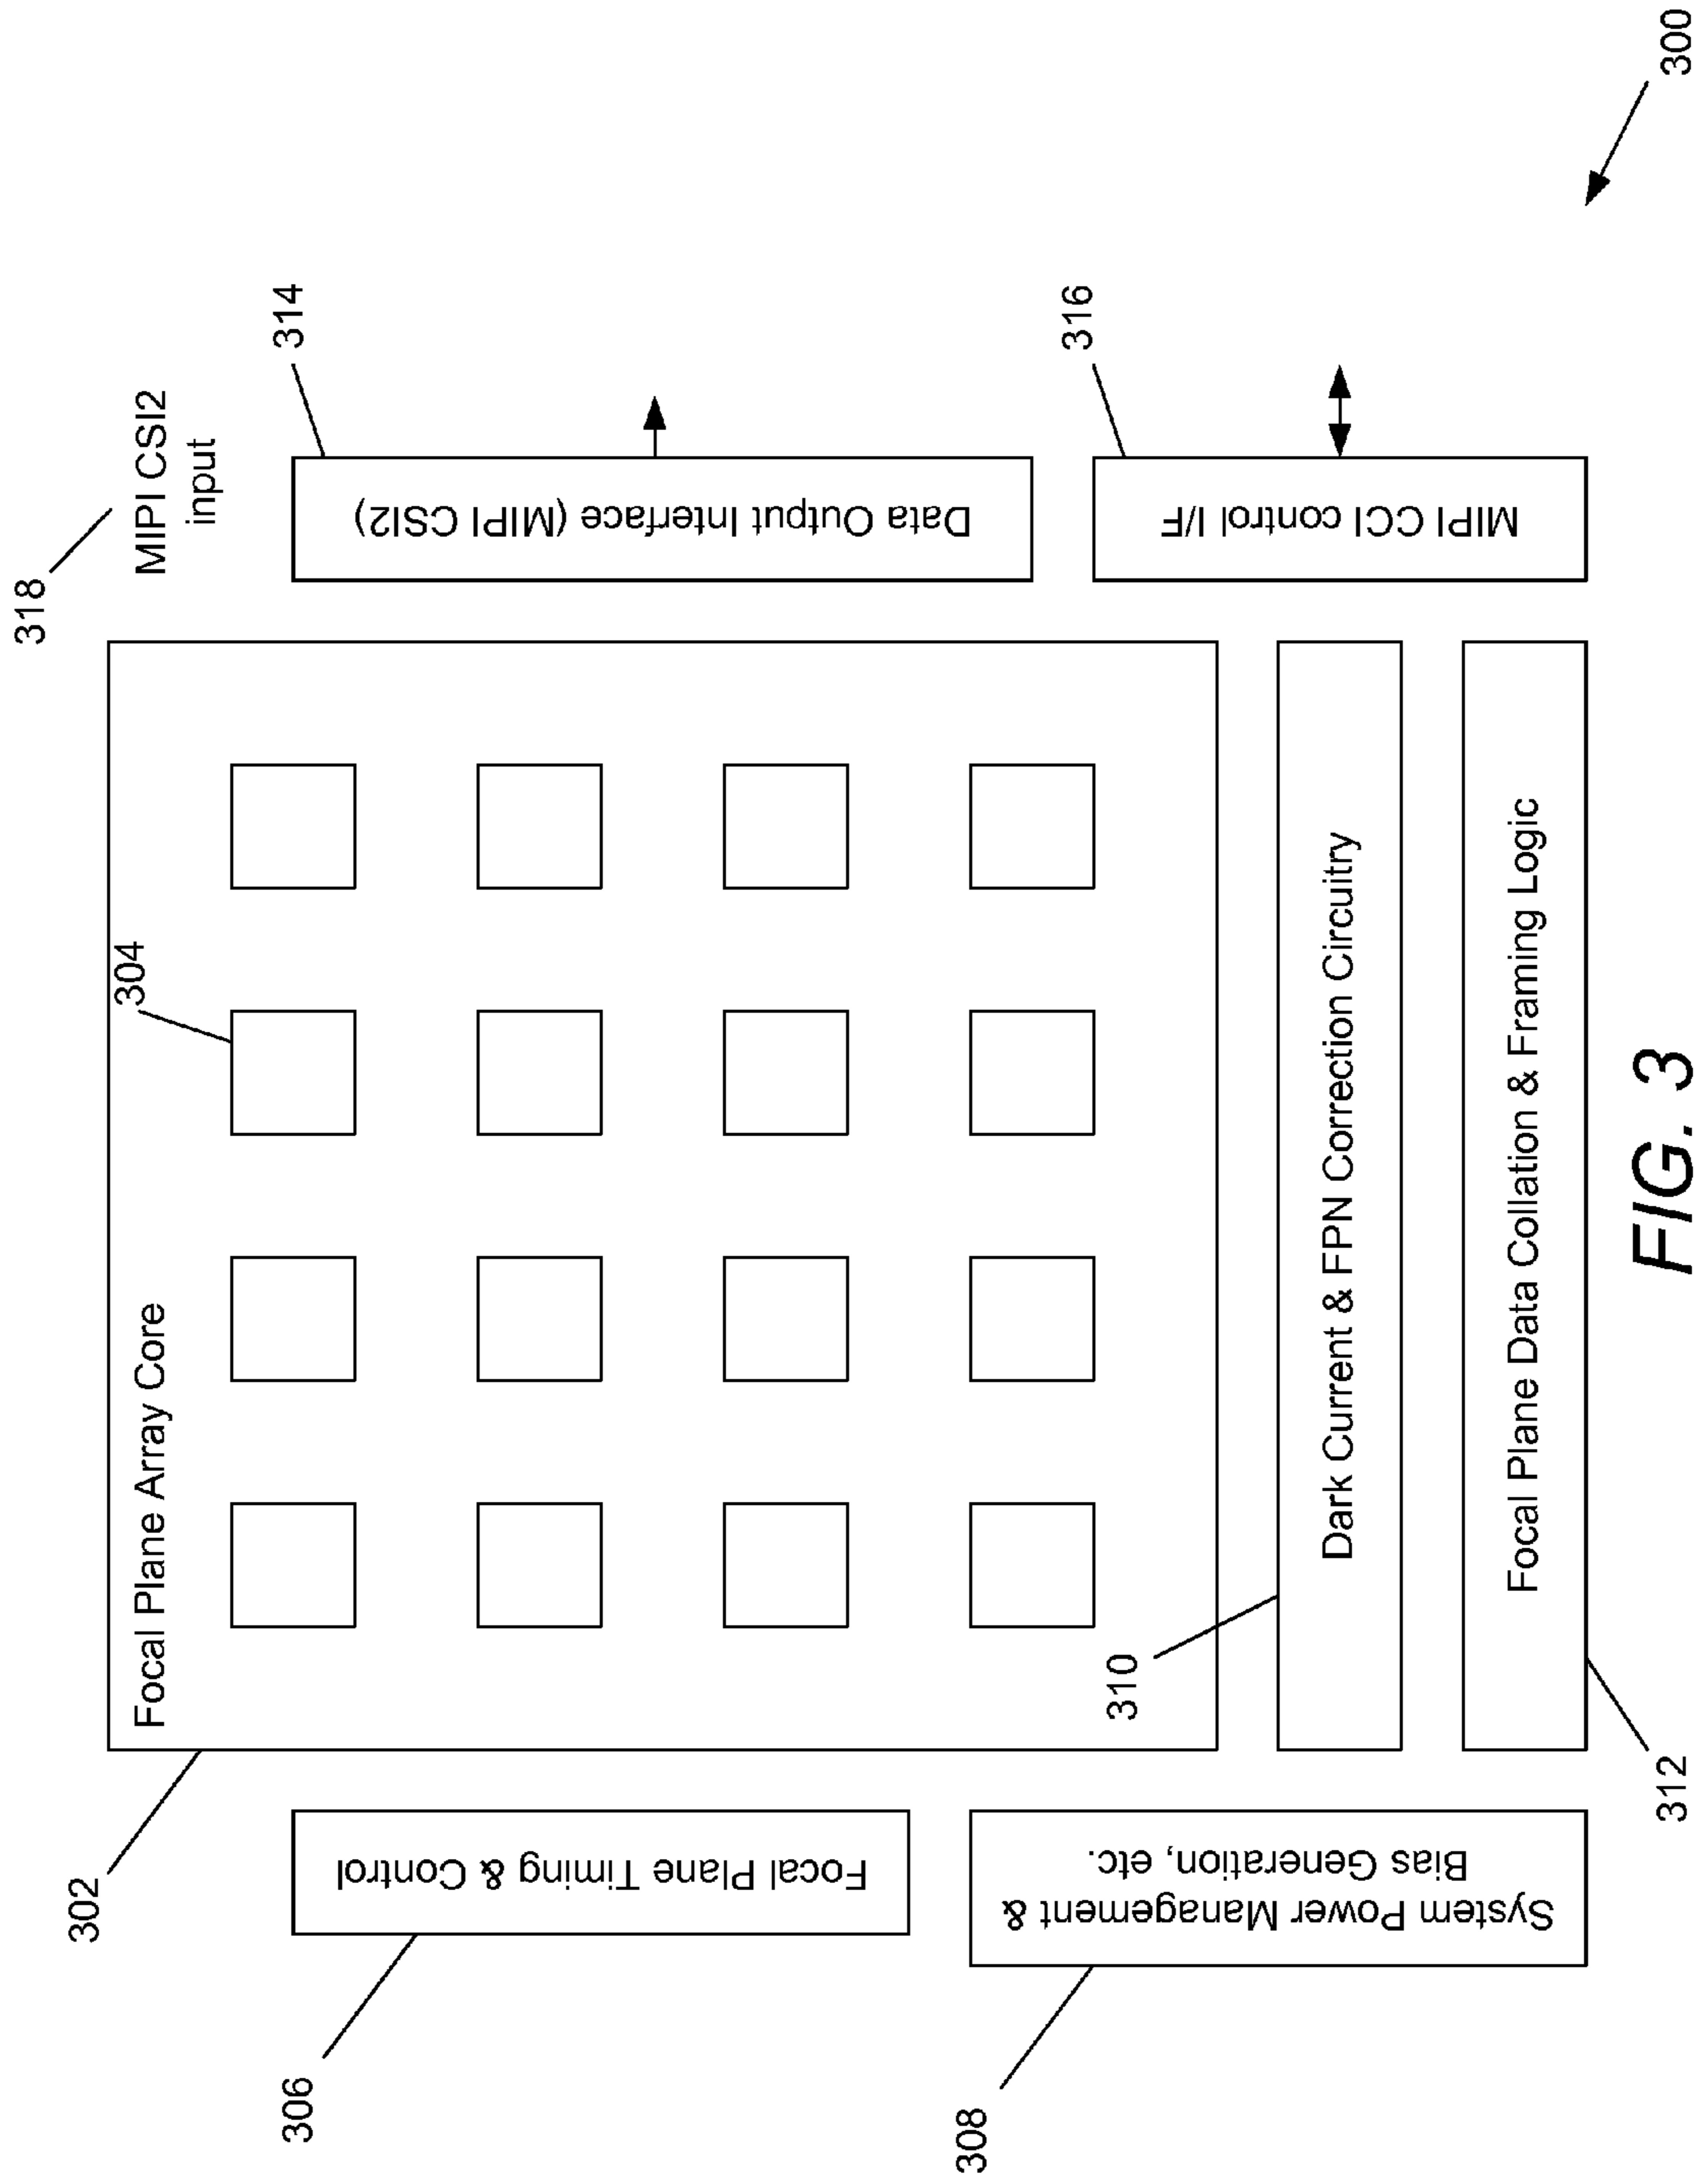 318
MIPI CSI2
input
302
Focal Plane Array Core
304
314
Data Output Interface (MIPI CSI2)
306
Focal Plane Timing & Control
316
MIPI CCI control I/F
308
System Power Management &
Bias Generation, etc.
310
Dark Current & FPN Correction Circuitry
312
Focal Plane Data Collation & Framing Logic
300
FIG. 3